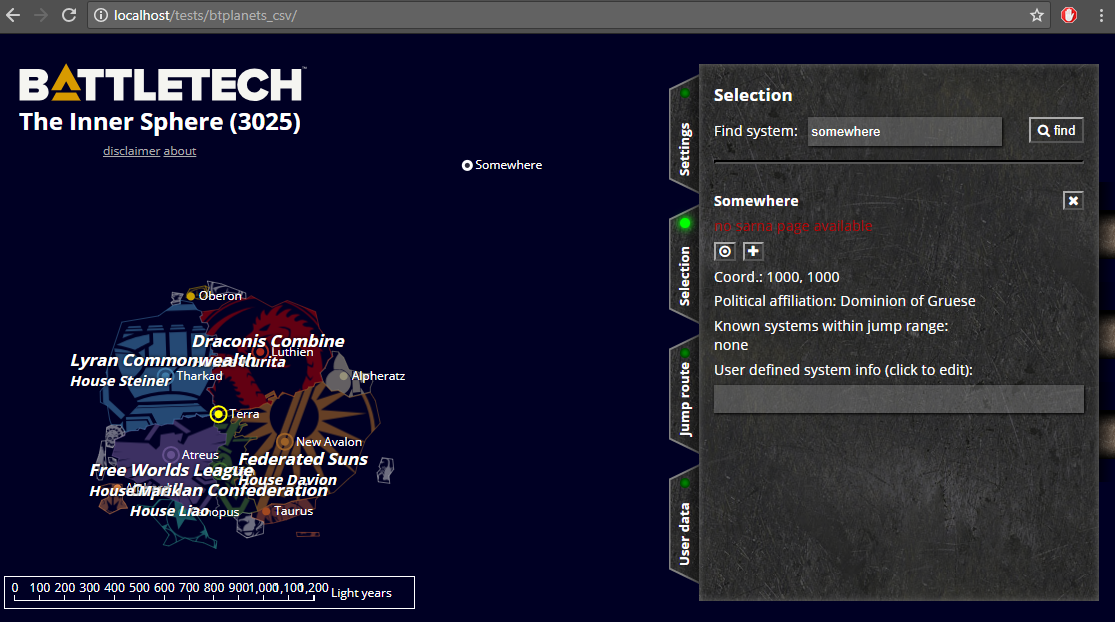 localhost/tests/btplanets_csv/
BATTLETECH™
The Inner Sphere (3025)
disclaimer about
Somewhere
Oberon
Draconis Combine
Luthien
House Kurita
Lyran Commonwealth
House Steiner
Tharkad
Alpheratz
Terra
New Avalon
Atreus
Federated Suns
House Davion
Free Worlds League
House Marik
Capellan Confederation
House Liao
Taurus
0 100 200 300 400 500 600 700 800 900 1,000 1,100 1,200 Light years
Settings
Selection
Jump route
User data
Selection
Find system: somewhere find
Somewhere
no sarna page available
Coord.: 1000, 1000
Political affiliation: Dominion of Gruese
Known systems within jump range:
none
User defined system info (click to edit):